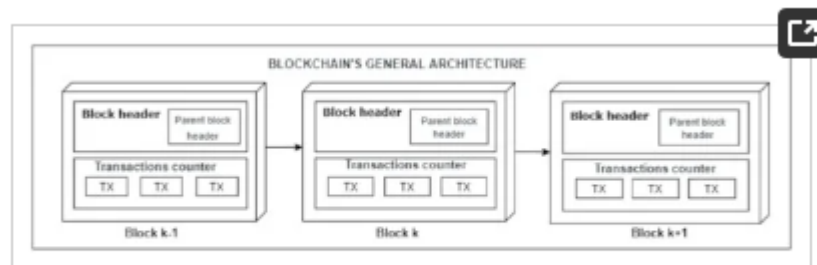 BLOCKCHAIN'S GENERAL ARCHITECTURE
Block header
Parent block
header
Transactions counter
TX TX TX
Block k-1
Block header
Parent block
header
Transactions counter
TX TX TX
Block k
Block header
Parent block
header
Transactions counter
TX TX TX
Block k+1